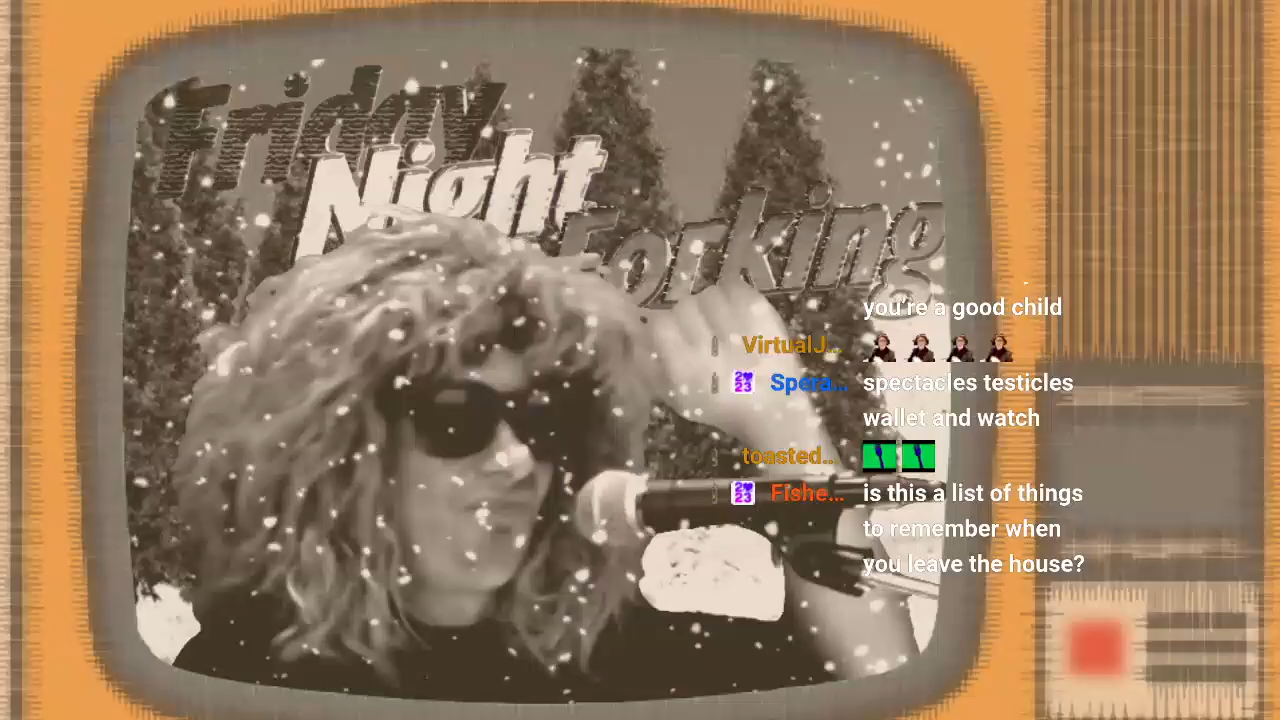 Friday
Night
Forking
you're a good child
VirtualJ...
Spera... spectacles testicles
wallet and watch
toasted...
Fishe... is this a list of things
to remember when
you leave the house?